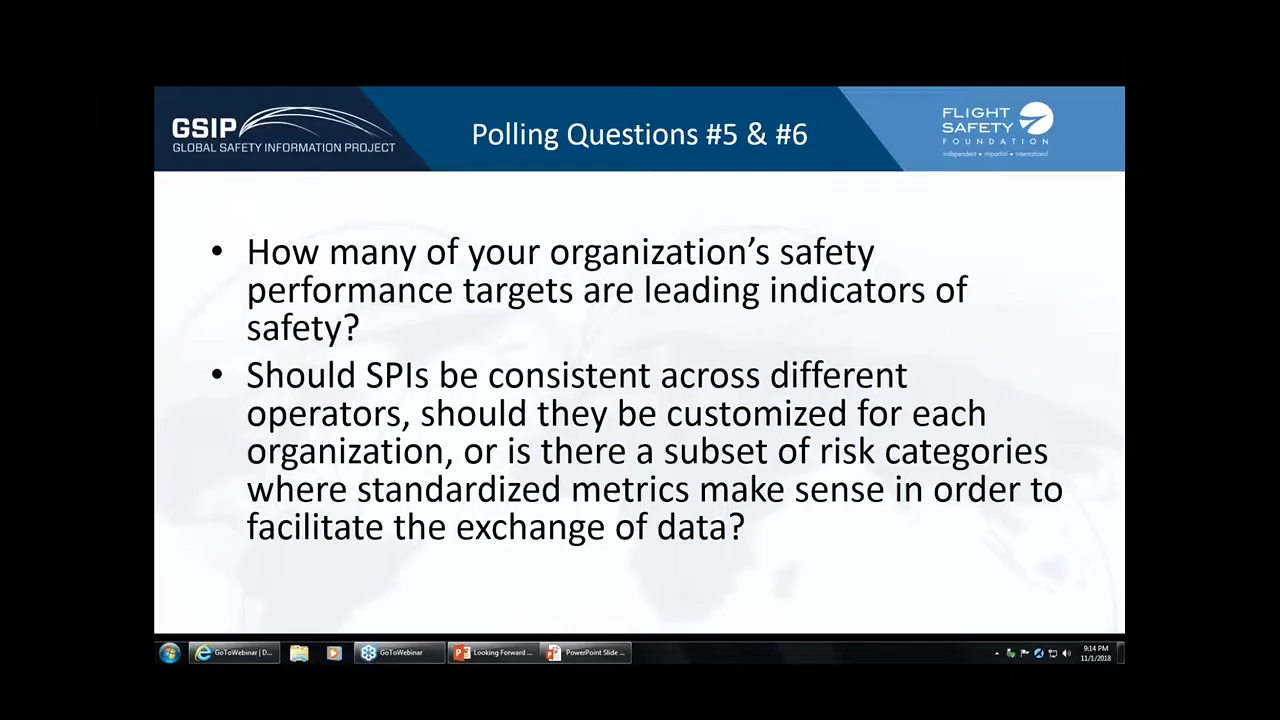 GSIP
GLOBAL SAFETY INFORMATION PROJECT
Polling Questions #5 & #6
FLIGHT
SAFETY
FOUNDATION
independent • impartial • international
• How many of your organization’s safety
performance targets are leading indicators of
safety?
• Should SPIs be consistent across different
operators, should they be customized for each
organization, or is there a subset of risk categories
where standardized metrics make sense in order to
facilitate the exchange of data?
GoToWebinar | D...
GoToWebinar
Looking Forward ...
PowerPoint Slide ...
9:14 PM
11/1/2018